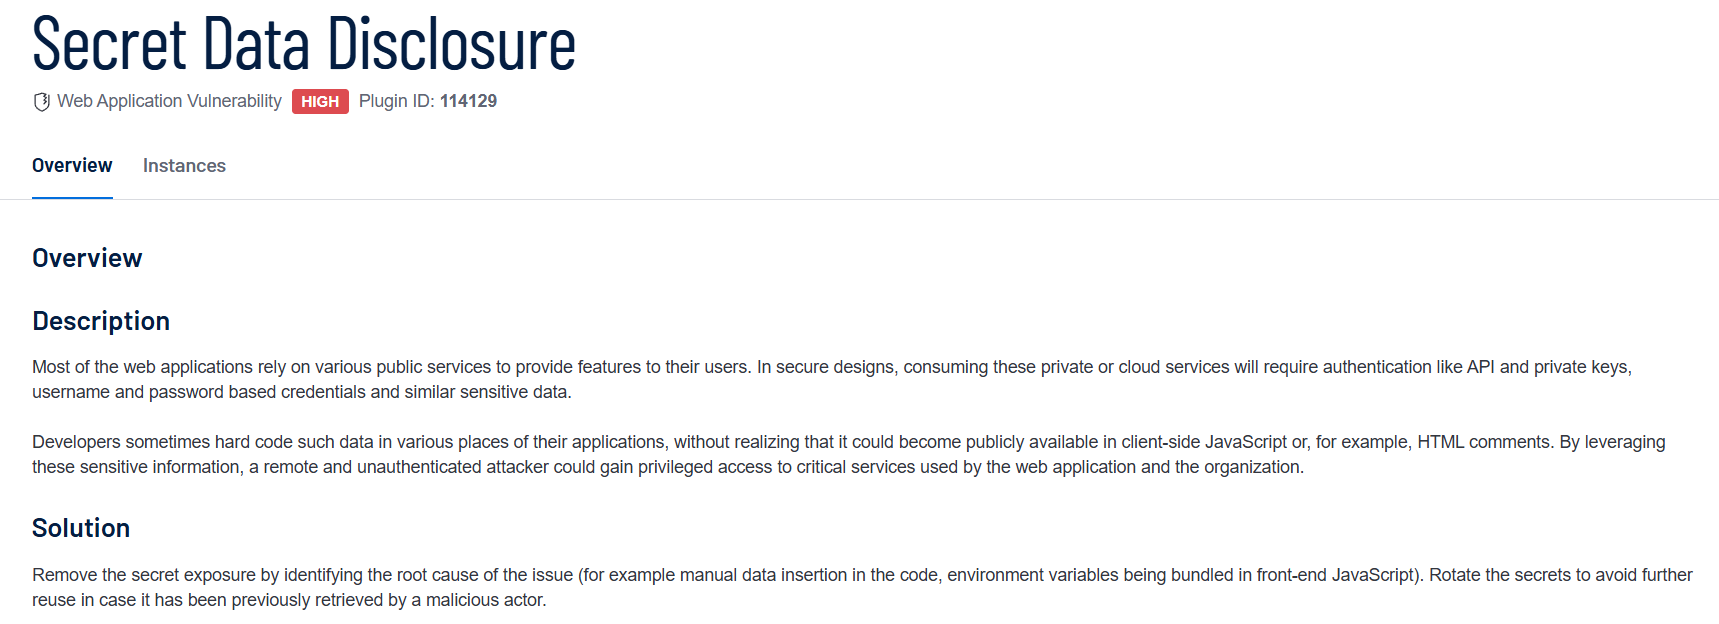 Secret Data Disclosure
Web Application Vulnerability HIGH Plugin ID: 114129
Overview Instances
Overview
Description
Most of the web applications rely on various public services to provide features to their users. In secure designs, consuming these private or cloud services will require authentication like API and private keys,
username and password based credentials and similar sensitive data.
Developers sometimes hard code such data in various places of their applications, without realizing that it could become publicly available in client-side JavaScript or, for example, HTML comments. By leveraging
these sensitive information, a remote and unauthenticated attacker could gain privileged access to critical services used by the web application and the organization.
Solution
Remove the secret exposure by identifying the root cause of the issue (for example manual data insertion in the code, environment variables being bundled in front-end JavaScript). Rotate the secrets to avoid further
reuse in case it has been previously retrieved by a malicious actor.